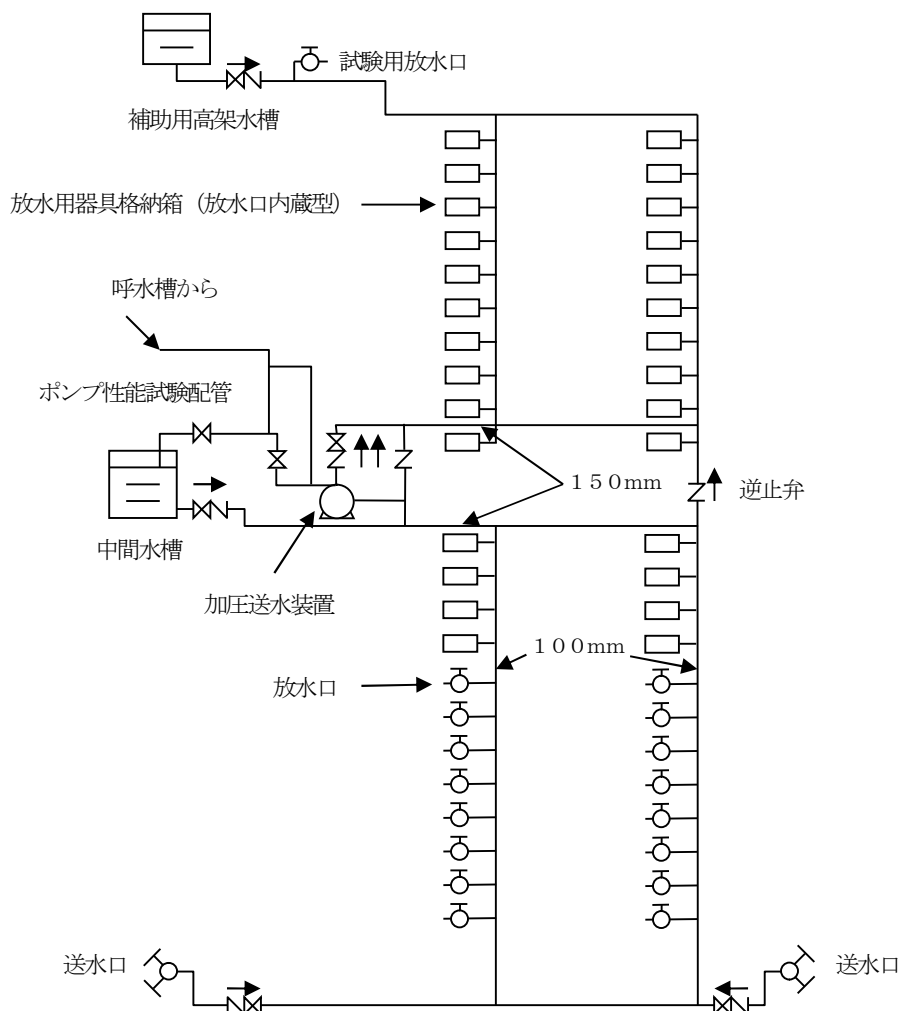 試験用放水口
補助用高架水槽
放水用器具格納箱（放水口内蔵型）
呼水槽から
ポンプ性能試験配管
１５０mm
逆止弁
中間水槽
加圧送水装置
１００mm
放水口
送水口
送水口